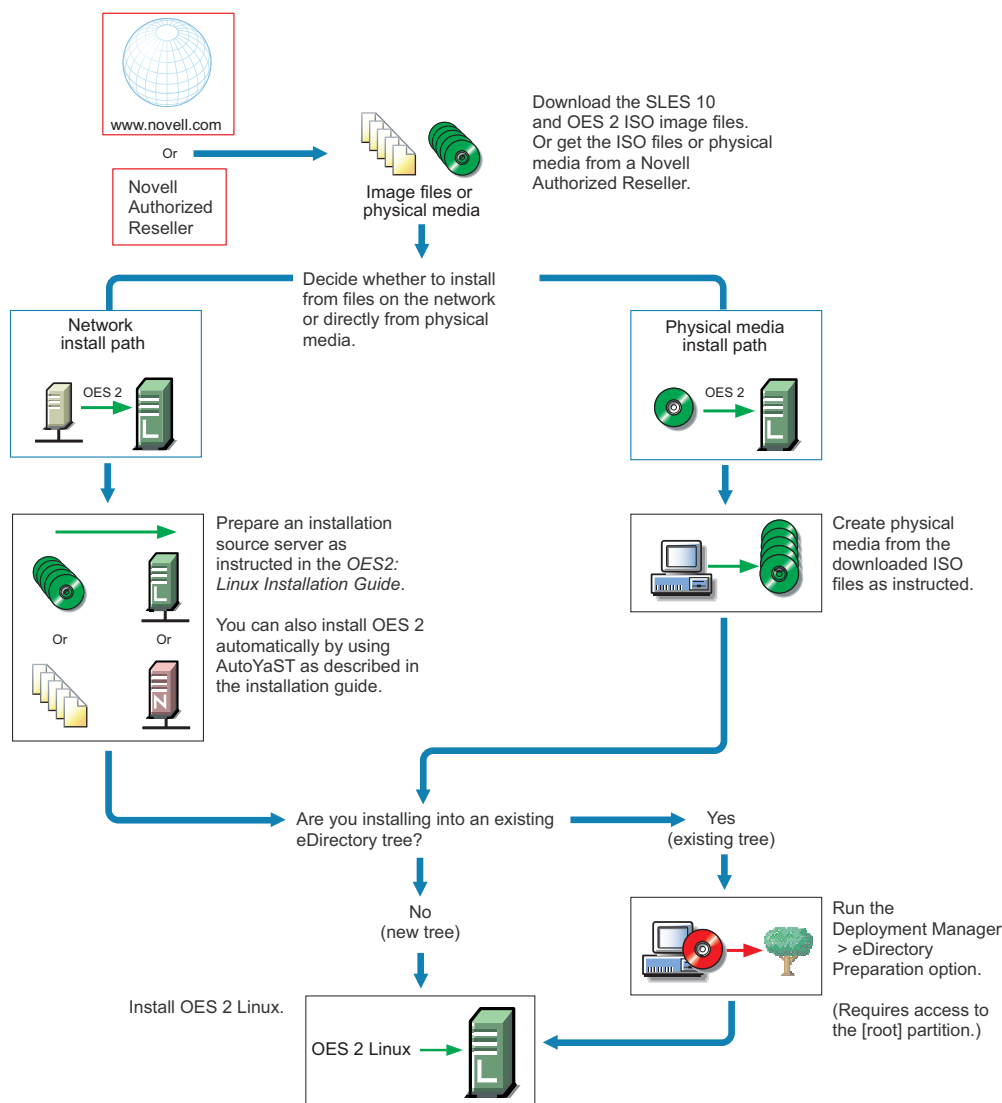 www.novell.com
Or
Novell
Authorized
Reseller
Image files or
physical media
Download the SLES 10
and OES 2 ISO image files.
Or get the ISO files or physical
media from a Novell
Authorized Reseller.
Decide whether to install
from files on the network
or directly from physical
media.
Network
install path
OES 2
L
Physical media
install path
OES 2
L
Prepare an installation
source server as
instructed in the OES2:
Linux Installation Guide.
You can also install OES 2
automatically by using
AutoYaST as described in
the installation guide.
L
Or
Or
N
Create physical
media from the
downloaded ISO
files as instructed.
Are you installing into an existing
eDirectory tree?
Yes
(existing tree)
No
(new tree)
Run the
Deployment Manager
> eDirectory
Preparation option.
(Requires access to
the [root] partition.)
Install OES 2 Linux.
OES 2 Linux
L